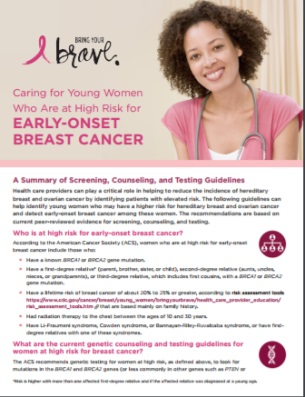 BRING YOUR
brave.
Caring for Young Women
Who Are at High Risk for
EARLY-ONSET
BREAST CANCER
A Summary of Screening, Counseling, and Testing Guidelines
Health care providers can play a critical role in helping to reduce the incidence of hereditary
breast and ovarian cancer by identifying patients with elevated risk. The following guidelines can
help identify young women who may have a higher risk for hereditary breast and ovarian cancer
and detect early-onset breast cancer among these women. The recommendations are based on
current peer-reviewed evidence for screening, counseling, and testing.
Who is at high risk for early-onset breast cancer?
According to the American Cancer Society (ACS), women who are at high risk for early-onset
breast cancer include those who:
• Have a known BRCA1 or BRCA2 gene mutation.
• Have a first-degree relative* (parent, brother, sister, or child), second-degree relative (aunts, uncles,
nieces, or grandparents), or third-degree relative, which includes first cousins, with a BRCA1 or BRCA2
gene mutation.
• Have a lifetime risk of breast cancer of about 20% to 25% or greater, according to risk assessment tools
https://www.cdc.gov/cancer/breast/young_women/bringyourbrave/health_care_provider_education/
risk_assessment_tools.htm that are based mainly on family history.
• Had radiation therapy to the chest between the ages of 10 and 30 years.
• Have Li-Fraumeni syndrome, Cowden syndrome, or Bannayan-Riley-Ruvalcaba syndrome, or have first-
degree relatives with one of these syndromes.
What are the current genetic counseling and testing guidelines for
women at high risk for breast cancer?
The ACS recommends genetic testing for women at high risk, as defined above, to look for
mutations in the BRCA1 and BRCA2 genes (or less commonly in other genes such as PTEN or
*Risk is higher with more than one affected first-degree relative and if the affected relative was diagnosed at a young age.